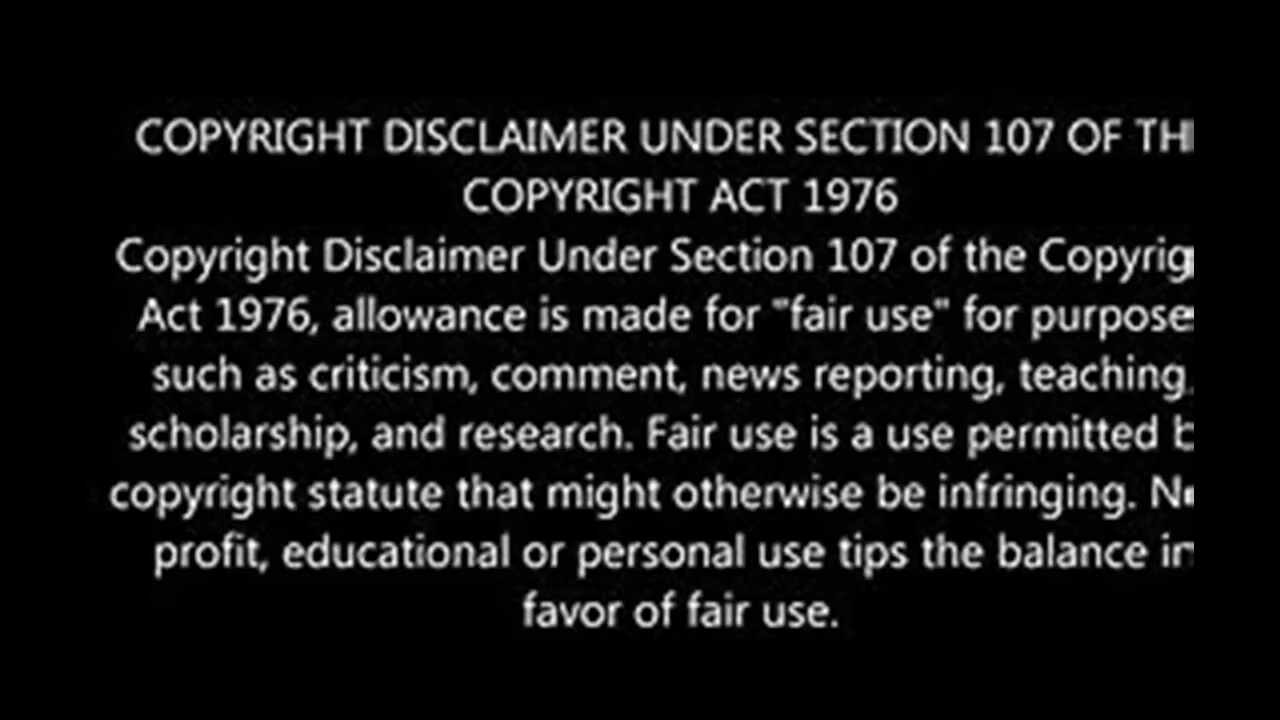 COPYRIGHT DISCLAIMER UNDER SECTION 107 OF TH
COPYRIGHT ACT 1976
Copyright Disclaimer Under Section 107 of the Copyrig
Act 1976, allowance is made for "fair use" for purpose
such as criticism, comment, news reporting, teaching,
scholarship, and research. Fair use is a use permitted b
copyright statute that might otherwise be infringing. No
profit, educational or personal use tips the balance in
favor of fair use.